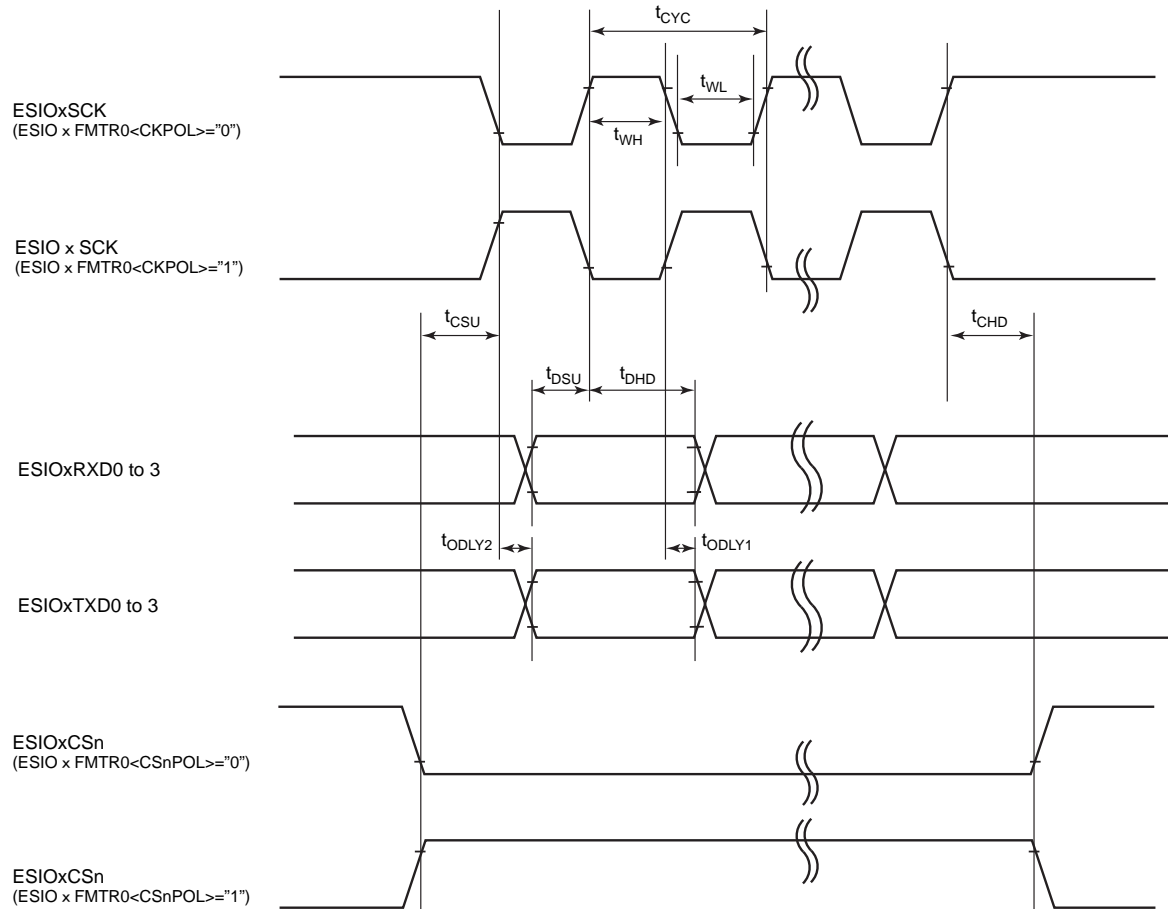 tCYC
ESIOxSCK
(ESIO x FMTR0<CKPOL>="0")
tWL
tWH
ESIO x SCK
(ESIO x FMTR0<CKPOL>="1")
tCSU
tCHD
tDSU
tDHD
ESIOxRXD0 to 3
tODLY2
tODLY1
ESIOxTXD0 to 3
ESIOxCSn
(ESIO x FMTR0<CSnPOL>="0")
ESIOxCSn
(ESIO x FMTR0<CSnPOL>="1")